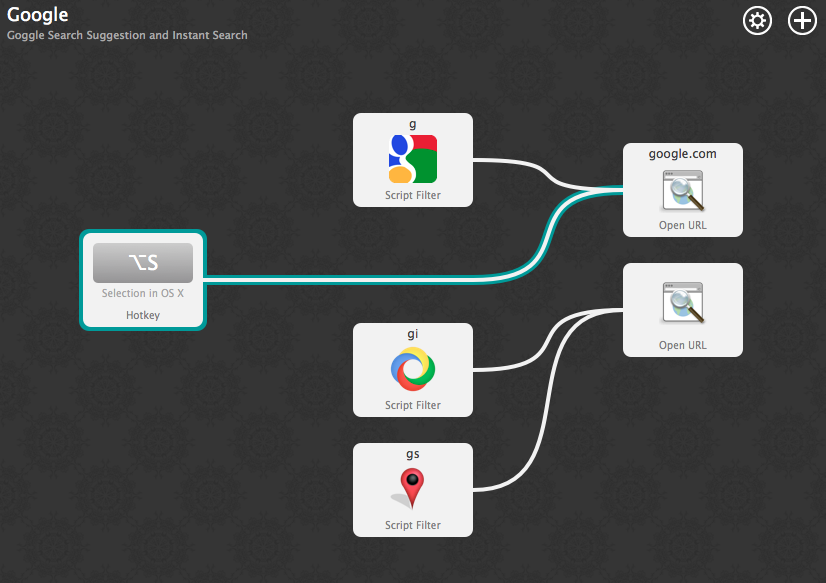 Google
Goggle Search Suggestion and Instant Search
g
Script Filter
google.com
Open URL
⌥S
Selection in OS X
Hotkey
Open URL
gi
Script Filter
gs
Script Filter